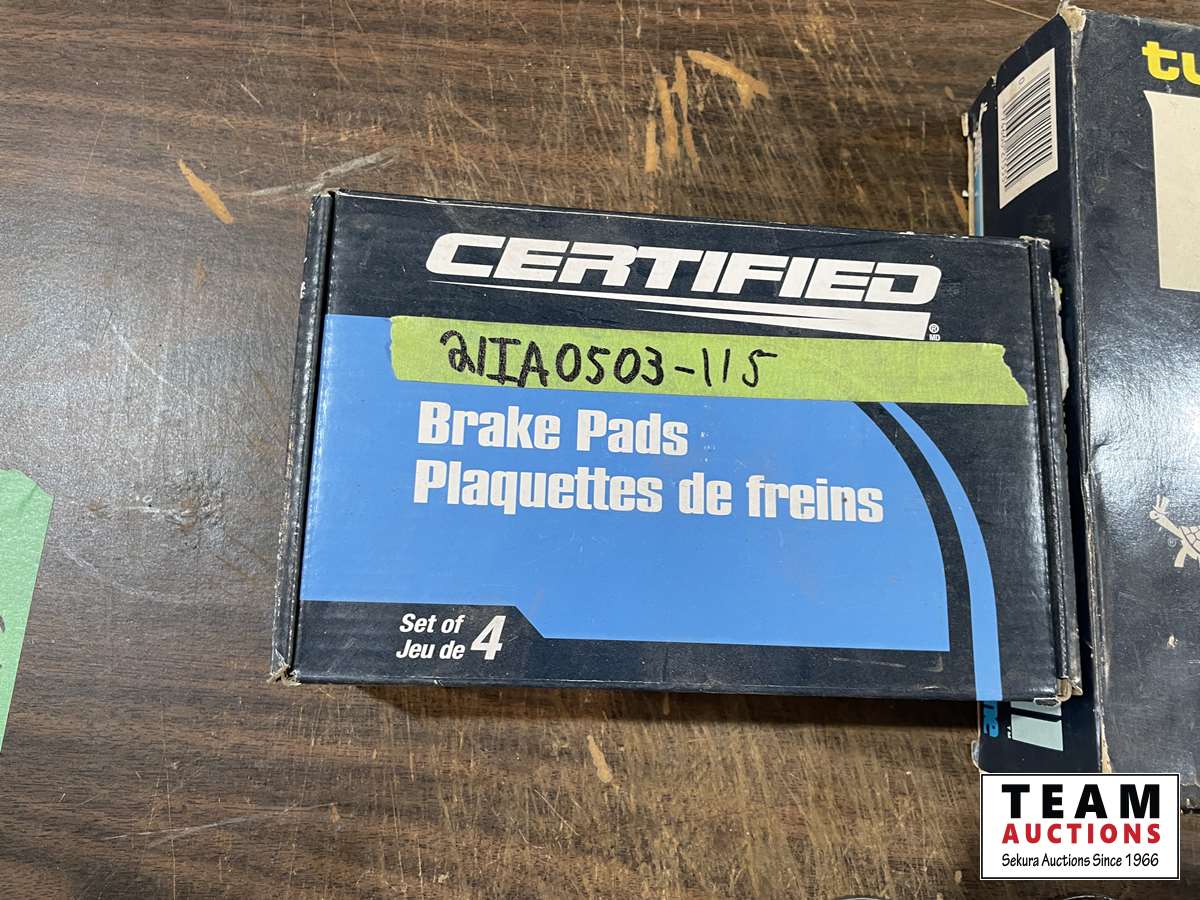 CERTIFIED
® MD
21IA0503-115
Brake Pads
Plaquettes de freins
Set of
Jeu de 4
TEAM
AUCTIONS
Sekura Auctions Since 1966